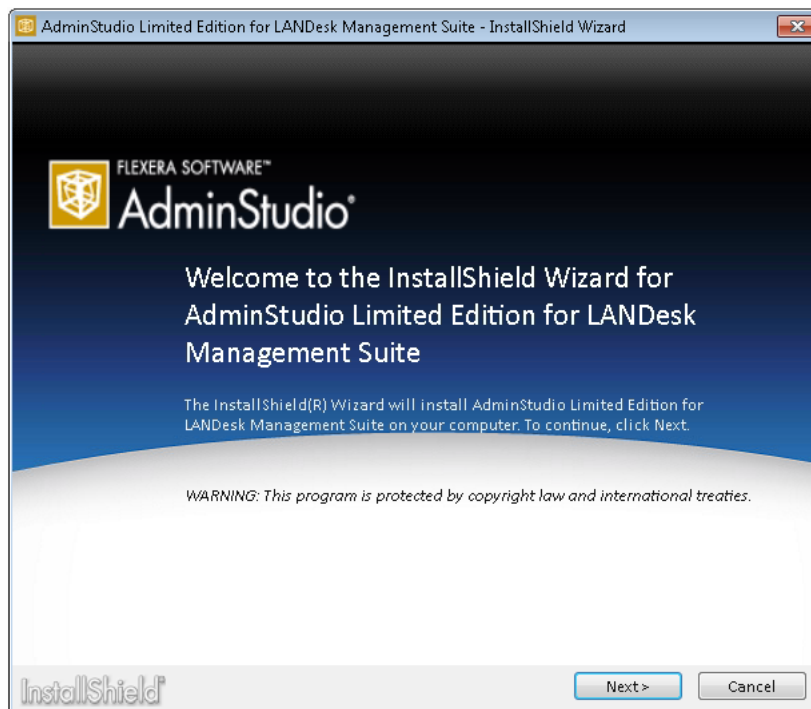 AdminStudio Limited Edition for LANDesk Management Suite - InstallShield Wizard
FLEXERA SOFTWARE™
AdminStudio®
Welcome to the InstallShield Wizard for
AdminStudio Limited Edition for LANDesk
Management Suite
The InstallShield(R) Wizard will install AdminStudio Limited Edition for
LANDesk Management Suite on your computer. To continue, click Next.
WARNING: This program is protected by copyright law and international treaties.
InstallShield®
Next >
Cancel